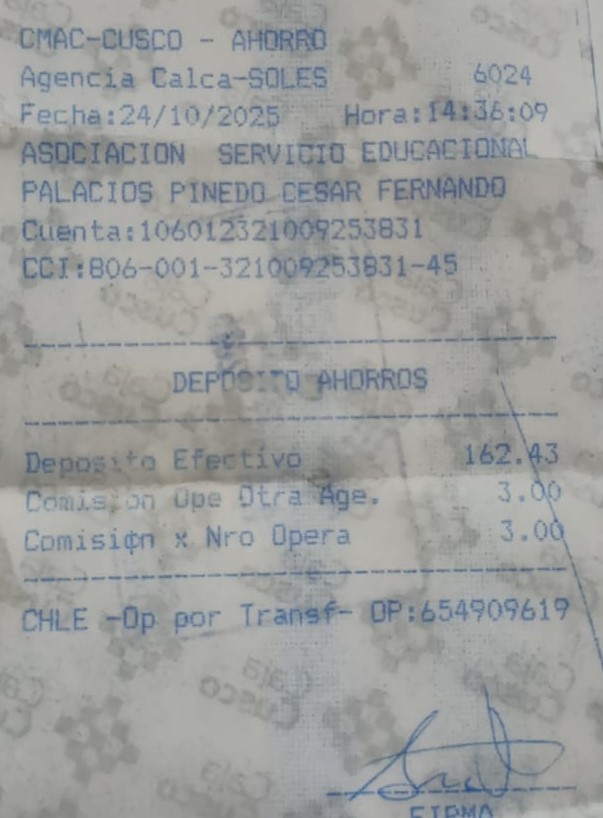 CMAC-CUSCO - AHORRO
Agencia Calca-SOLES 6024
Fecha:24/10/2025 Hora:14:36:09
ASOCIACION SERVICIO EDUCACIONAL
PALACIOS PINEDO CESAR FERNANDO
Cuenta:106012321009253831
CCI:806-001-321009253831-45
DEPOSITO AHORROS
Deposito Efectivo 162.43
Comision Ope Otra Age. 3.00
Comisión x Nro Opera 3.00
CHLE -Op por Transf- OP:654909619
FIRMA